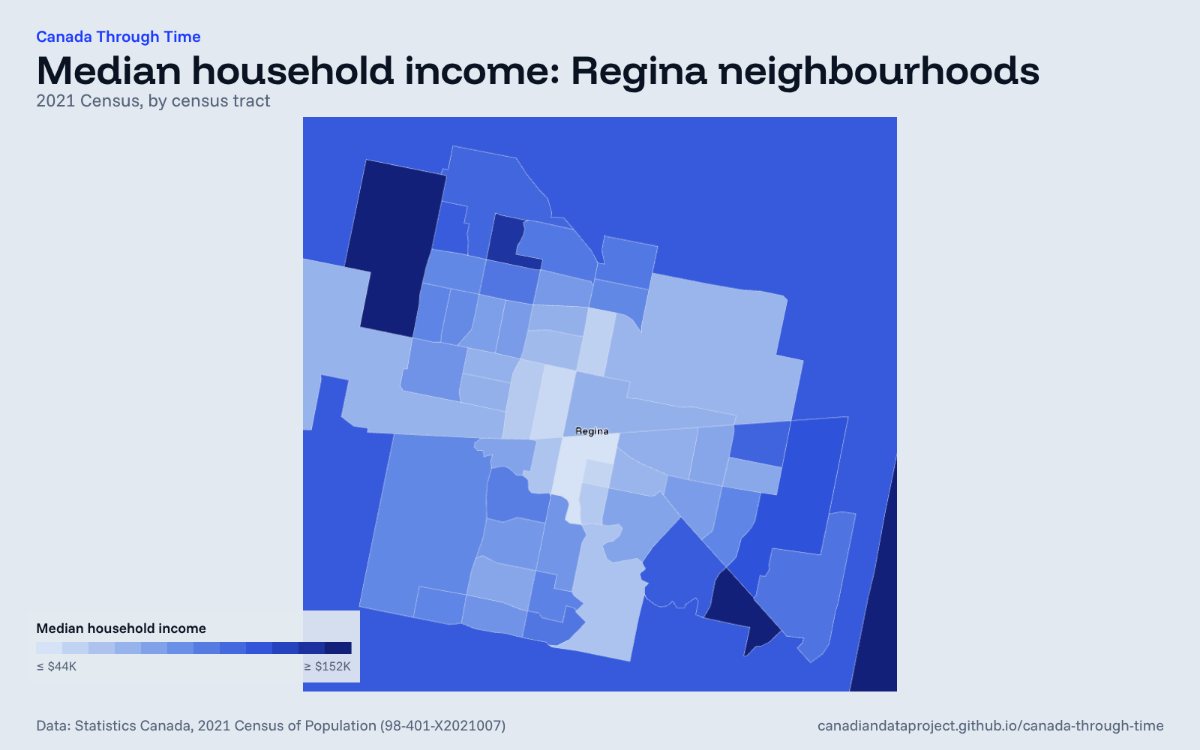 Canada Through Time
Median household income: Regina neighbourhoods
2021 Census, by census tract
Regina
Median household income
≤ $44K
≥ $152K
Data: Statistics Canada, 2021 Census of Population (98-401-X2021007)
canadiandataproject.github.io/canada-through-time